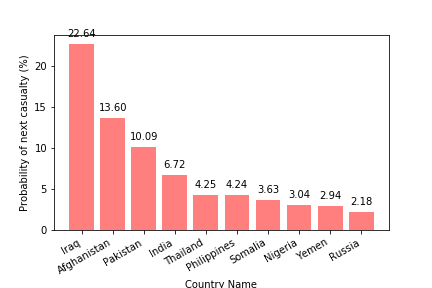 22.64
13.60
10.09
6.72
4.25
4.24
3.63
3.04
2.94
2.18
Probability of next casualty (%)
20
15
10
5
0
Iraq
Afghanistan
Pakistan
India
Thailand
Philippines
Somalia
Nigeria
Yemen
Russia
Country Name